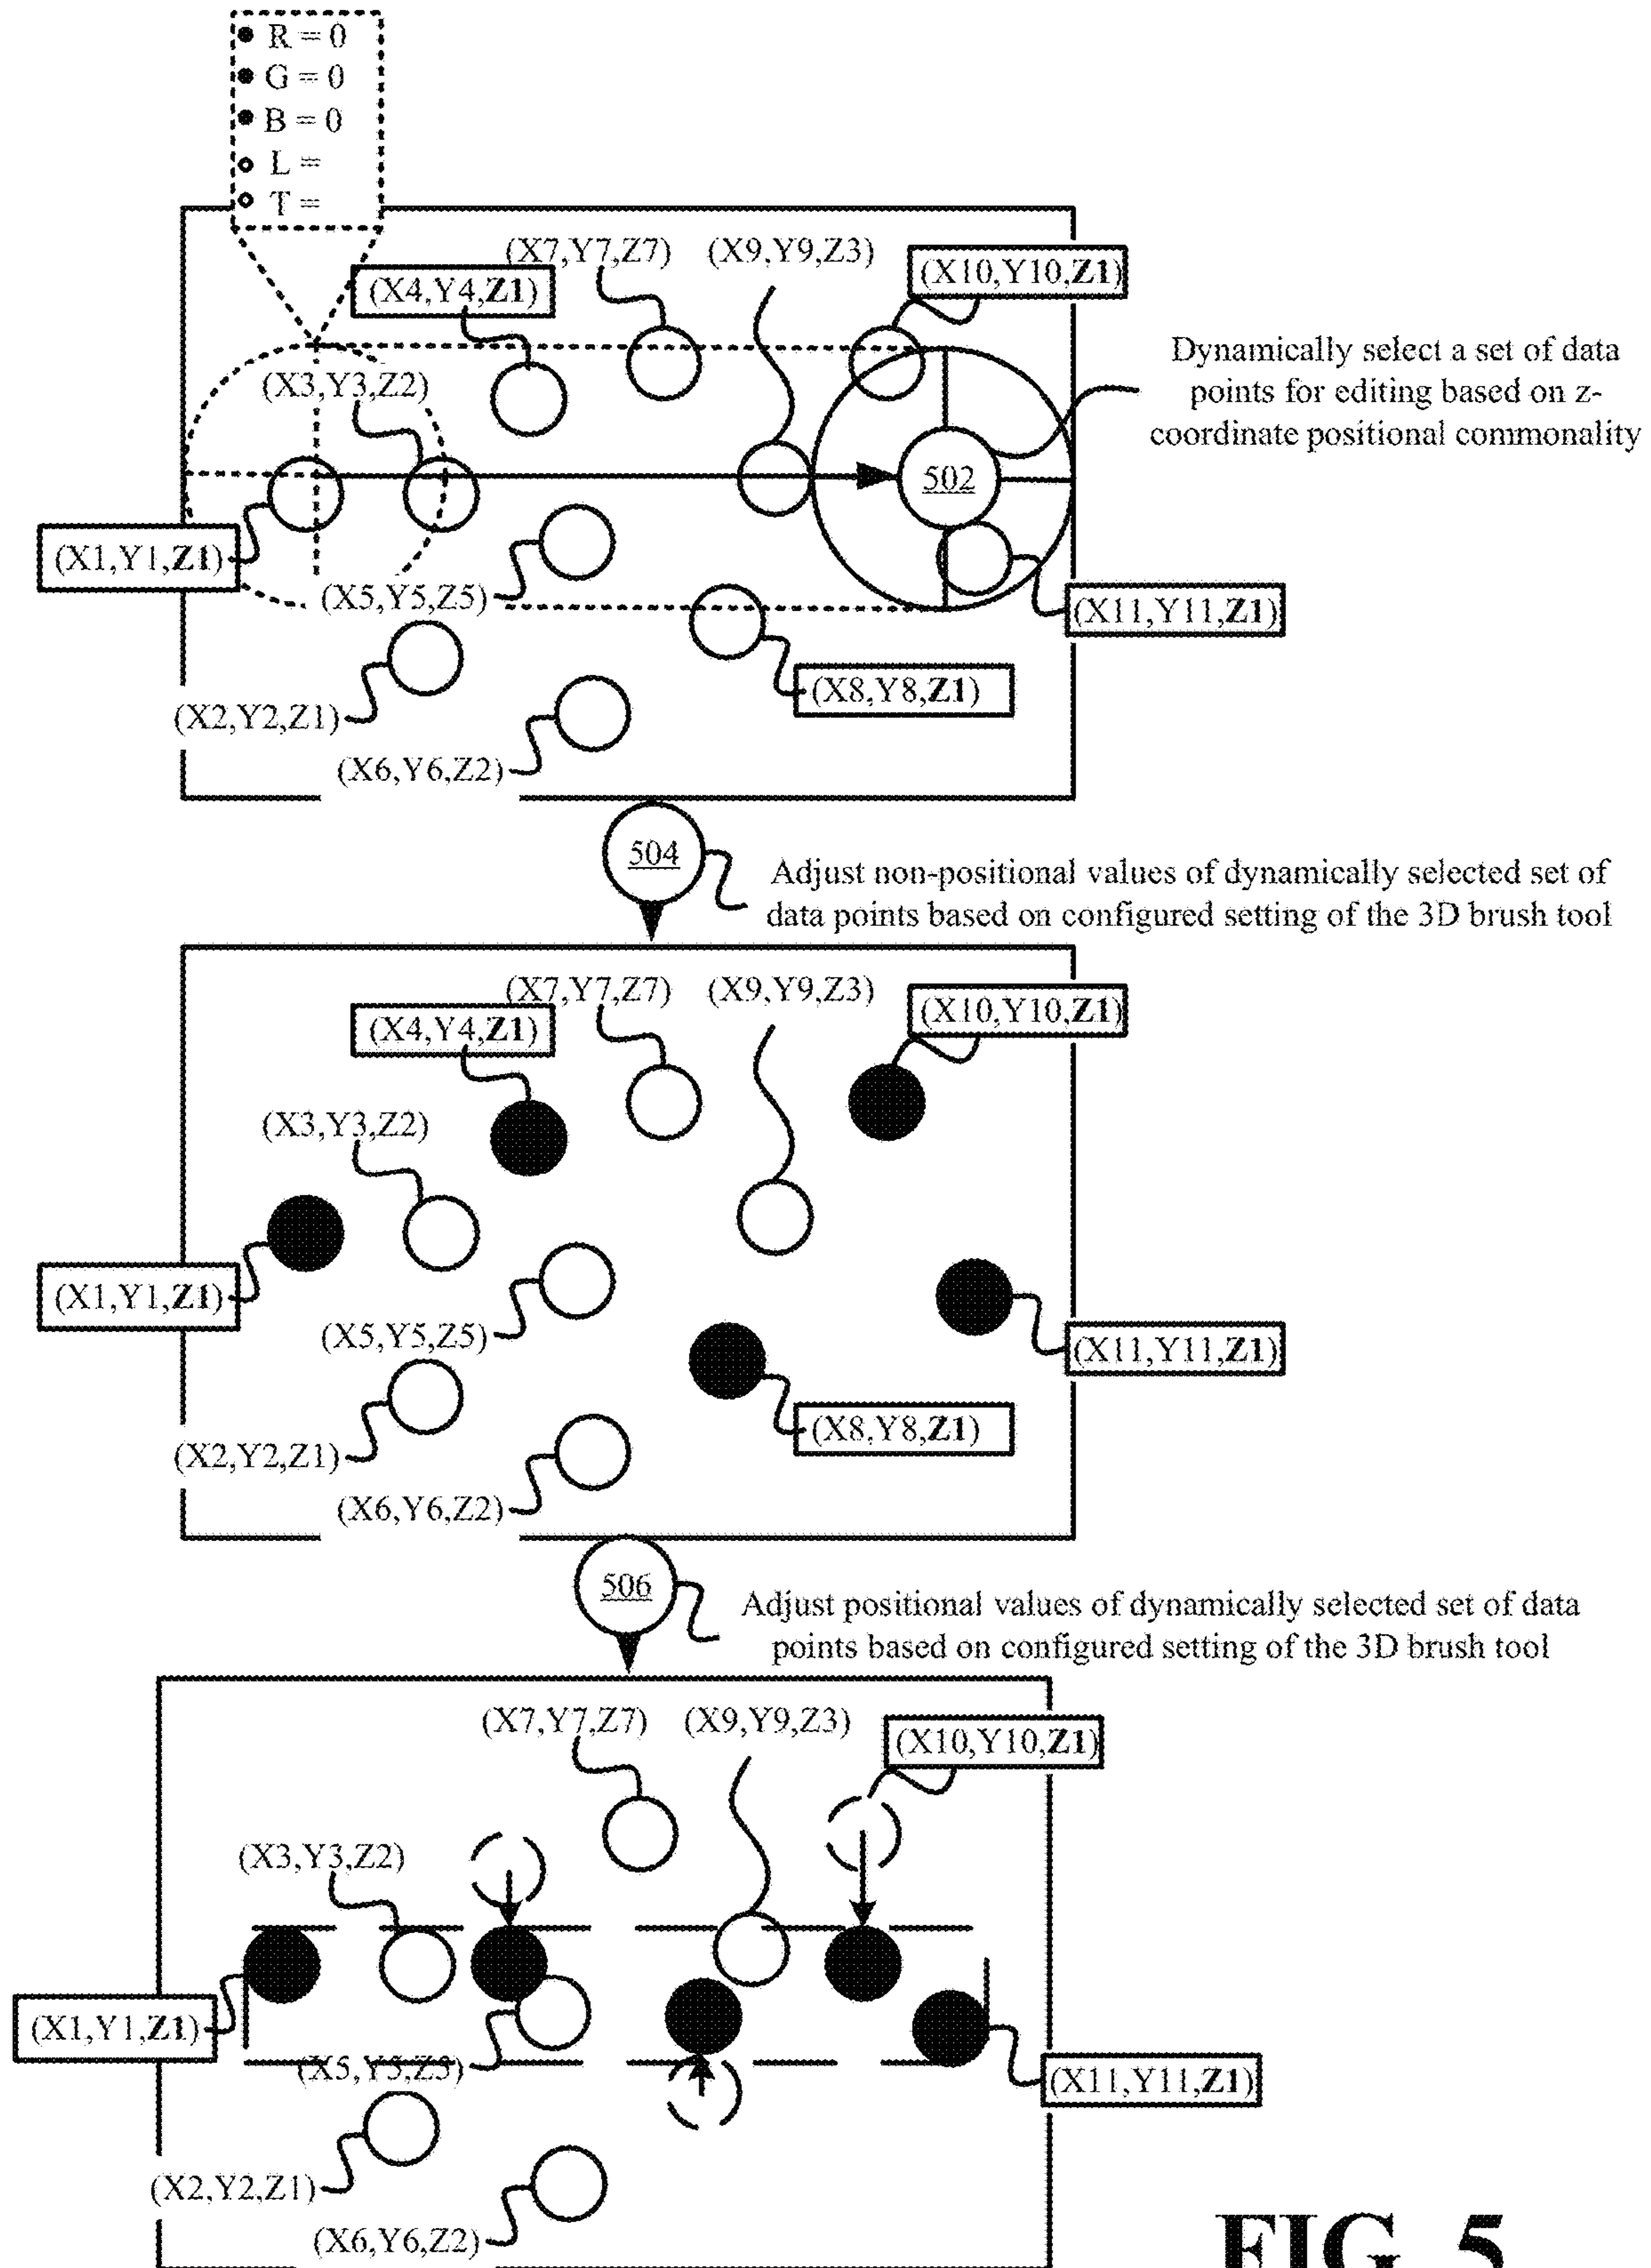 R = 0
G = 0
B = 0
L =
T =
(X7,Y7,Z7) (X9,Y9,Z3) (X10,Y10,Z1)
(X4,Y4,Z1)
(X3,Y3,Z2)
Dynamically select a set of data
points for editing based on z-
coordinate positional commonality
502
(X1,Y1,Z1)
(X5,Y5,Z5)
(X11,Y11,Z1)
(X8,Y8,Z1)
(X2,Y2,Z1)
(X6,Y6,Z2)
504
Adjust non-positional values of dynamically selected set of
data points based on configured setting of the 3D brush tool
(X7,Y7,Z7) (X9,Y9,Z3) (X10,Y10,Z1)
(X4,Y4,Z1)
(X3,Y3,Z2)
(X1,Y1,Z1)
(X5,Y5,Z5)
(X11,Y11,Z1)
(X8,Y8,Z1)
(X2,Y2,Z1)
(X6,Y6,Z2)
506
Adjust positional values of dynamically selected set of data
points based on configured setting of the 3D brush tool
(X7,Y7,Z7) (X9,Y9,Z3) (X10,Y10,Z1)
(X3,Y3,Z2)
(X1,Y1,Z1)
(X5,Y5,Z5)
(X11,Y11,Z1)
(X2,Y2,Z1)
(X6,Y6,Z2)
FIG. 5